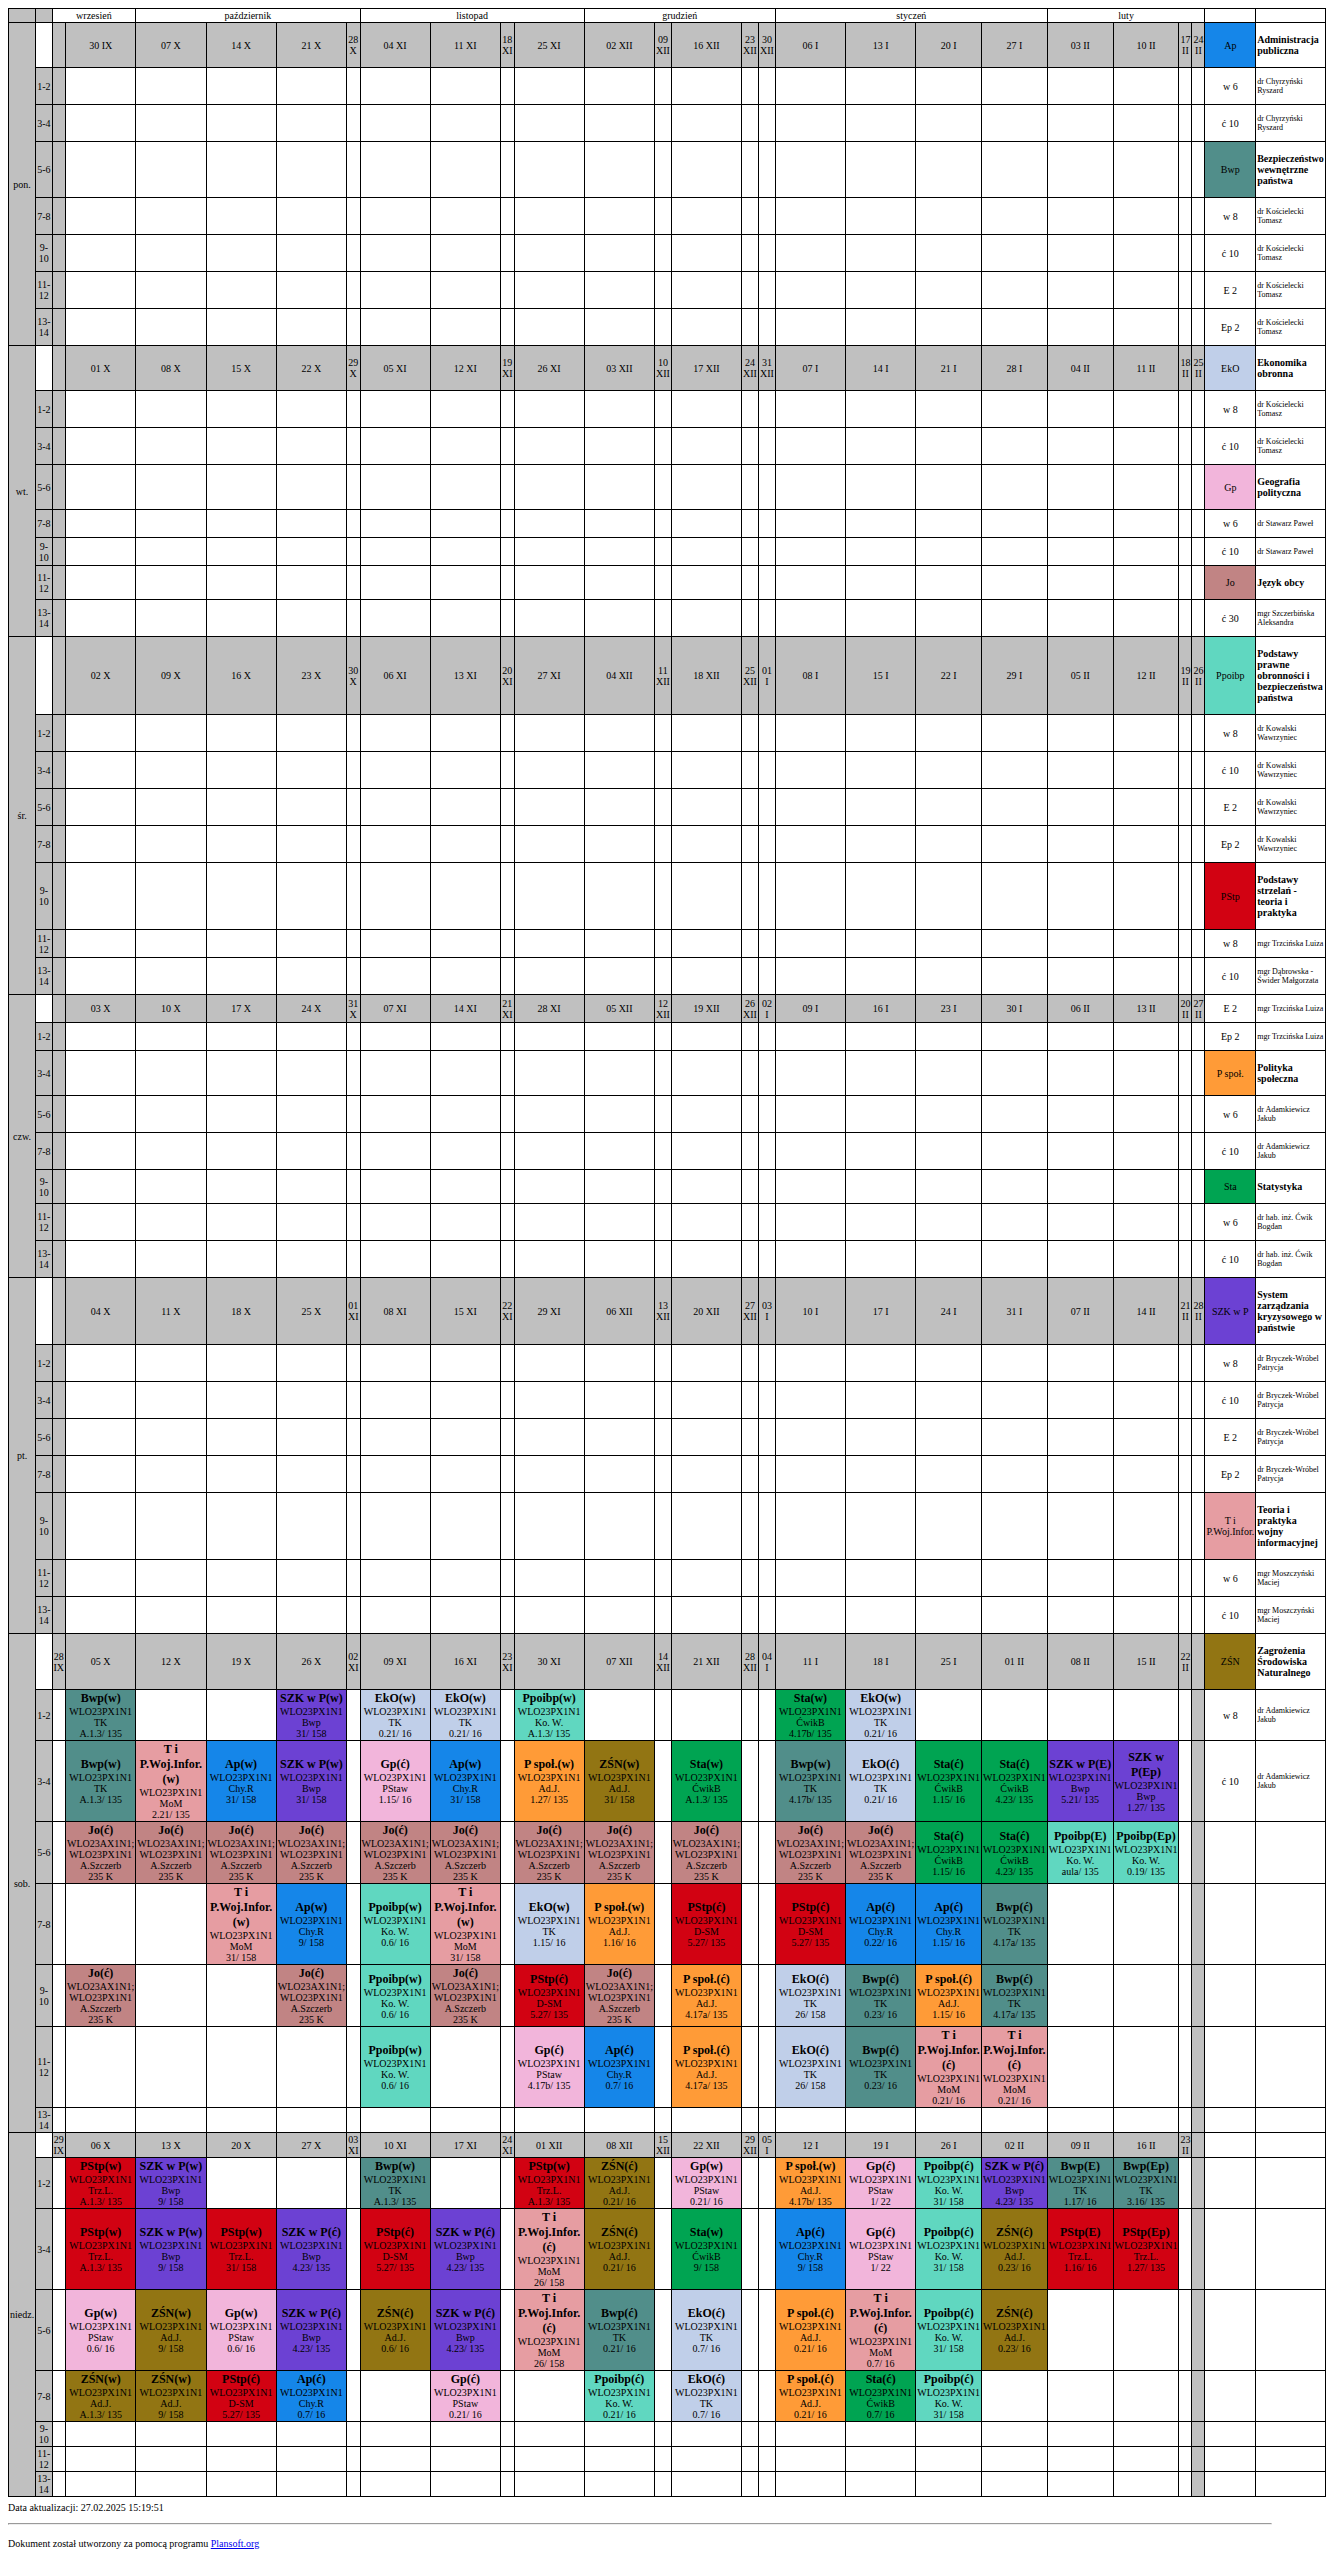 wrzesień październik listopad grudzień styczeń luty
pon. 30 IX 07 X 14 X 21 X 28 X 04 XI 11 XI 18 XI 25 XI 02 XII 09 XII 16 XII 23 XII 30 XII 06 I 13 I 20 I 27 I 03 II 10 II 17 II 24 II Ap Administracja publiczna
1-2 w 6 dr Chyrzyński Ryszard
3-4 ć 10 dr Chyrzyński Ryszard
5-6 Bwp Bezpieczeństwo wewnętrzne państwa
7-8 w 8 dr Kościelecki Tomasz
9-10 ć 10 dr Kościelecki Tomasz
11-12 E 2 dr Kościelecki Tomasz
13-14 Ep 2 dr Kościelecki Tomasz
wt. 01 X 08 X 15 X 22 X 29 X 05 XI 12 XI 19 XI 26 XI 03 XII 10 XII 17 XII 24 XII 31 XII 07 I 14 I 21 I 28 I 04 II 11 II 18 II 25 II EkO Ekonomika obronna
1-2 w 8 dr Kościelecki Tomasz
3-4 ć 10 dr Kościelecki Tomasz
5-6 Gp Geografia polityczna
7-8 w 6 dr Stawarz Paweł
9-10 ć 10 dr Stawarz Paweł
11-12 Jo Język obcy
13-14 ć 30 mgr Szczerbińska Aleksandra
śr. 02 X 09 X 16 X 23 X 30 X 06 XI 13 XI 20 XI 27 XI 04 XII 11 XII 18 XII 25 XII 01 I 08 I 15 I 22 I 29 I 05 II 12 II 19 II 26 II Ppoibp Podstawy prawne obronności i bezpieczeństwa państwa
1-2 w 8 dr Kowalski Wawrzyniec
3-4 ć 10 dr Kowalski Wawrzyniec
5-6 E 2 dr Kowalski Wawrzyniec
7-8 Ep 2 dr Kowalski Wawrzyniec
9-10 PStp Podstawy strzelań - teoria i praktyka
11-12 w 8 mgr Trzcińska Luiza
13-14 ć 10 mgr Dąbrowska - Świder Małgorzata
czw. 03 X 10 X 17 X 24 X 31 X 07 XI 14 XI 21 XI 28 XI 05 XII 12 XII 19 XII 26 XII 02 I 09 I 16 I 23 I 30 I 06 II 13 II 20 II 27 II E 2 mgr Trzcińska Luiza
1-2 Ep 2 mgr Trzcińska Luiza
3-4 P społ. Polityka społeczna
5-6 w 6 dr Adamkiewicz Jakub
7-8 ć 10 dr Adamkiewicz Jakub
9-10 Sta Statystyka
11-12 w 6 dr hab. inż. Ćwik Bogdan
13-14 ć 10 dr hab. inż. Ćwik Bogdan
pt. 04 X 11 X 18 X 25 X 01 XI 08 XI 15 XI 22 XI 29 XI 06 XII 13 XII 20 XII 27 XII 03 I 10 I 17 I 24 I 31 I 07 II 14 II 21 II 28 II SZK w P System zarządzania kryzysowego w państwie
1-2 w 8 dr Bryczek-Wróbel Patrycja
3-4 ć 10 dr Bryczek-Wróbel Patrycja
5-6 E 2 dr Bryczek-Wróbel Patrycja
7-8 Ep 2 dr Bryczek-Wróbel Patrycja
9-10 T i P.Woj.Infor. Teoria i praktyka wojny informacyjnej
11-12 w 6 mgr Moszczyński Maciej
13-14 ć 10 mgr Moszczyński Maciej
sob. 28 IX 05 X 12 X 19 X 26 X 02 XI 09 XI 16 XI 23 XI 30 XI 07 XII 14 XII 21 XII 28 XII 04 I 11 I 18 I 25 I 01 II 08 II 15 II 22 II ZŚN Zagrożenia Środowiska Naturalnego
1-2
Bwp(w) WLO23PX1N1 TK A.1.3/ 135
SZK w P(w) WLO23PX1N1 Bwp 31/ 158
EkO(w) WLO23PX1N1 TK 0.21/ 16
EkO(w) WLO23PX1N1 TK 0.21/ 16
Ppoibp(w) WLO23PX1N1 Ko. W. A.1.3/ 135
Sta(w) WLO23PX1N1 ĆwikB 4.17b/ 135
EkO(w) WLO23PX1N1 TK 0.21/ 16
w 8 dr Adamkiewicz Jakub
3-4
Bwp(w) WLO23PX1N1 TK A.1.3/ 135
T i P.Woj.Infor.(w) WLO23PX1N1 MoM 2.21/ 135
Ap(w) WLO23PX1N1 Chy.R 31/ 158
SZK w P(w) WLO23PX1N1 Bwp 31/ 158
Gp(ć) WLO23PX1N1 PStaw 1.15/ 16
Ap(w) WLO23PX1N1 Chy.R 31/ 158
P społ.(w) WLO23PX1N1 Ad.J. 1.27/ 135
ZŚN(w) WLO23PX1N1 Ad.J. 31/ 158
Sta(w) WLO23PX1N1 ĆwikB A.1.3/ 135
Bwp(w) WLO23PX1N1 TK 4.17b/ 135
EkO(ć) WLO23PX1N1 TK 0.21/ 16
Sta(ć) WLO23PX1N1 ĆwikB 1.15/ 16
Sta(ć) WLO23PX1N1 ĆwikB 4.23/ 135
SZK w P(E) WLO23PX1N1 Bwp 5.21/ 135
SZK w P(Ep) WLO23PX1N1 Bwp 1.27/ 135
ć 10 dr Adamkiewicz Jakub
5-6
Jo(ć) WLO23AX1N1; WLO23PX1N1 A.Szczerb 235 K
Jo(ć) WLO23AX1N1; WLO23PX1N1 A.Szczerb 235 K
Jo(ć) WLO23AX1N1; WLO23PX1N1 A.Szczerb 235 K
Jo(ć) WLO23AX1N1; WLO23PX1N1 A.Szczerb 235 K
Jo(ć) WLO23AX1N1; WLO23PX1N1 A.Szczerb 235 K
Jo(ć) WLO23AX1N1; WLO23PX1N1 A.Szczerb 235 K
Jo(ć) WLO23AX1N1; WLO23PX1N1 A.Szczerb 235 K
Jo(ć) WLO23AX1N1; WLO23PX1N1 A.Szczerb 235 K
Jo(ć) WLO23AX1N1; WLO23PX1N1 A.Szczerb 235 K
Jo(ć) WLO23AX1N1; WLO23PX1N1 A.Szczerb 235 K
Jo(ć) WLO23AX1N1; WLO23PX1N1 A.Szczerb 235 K
Sta(ć) WLO23PX1N1 ĆwikB 1.15/ 16
Sta(ć) WLO23PX1N1 ĆwikB 4.23/ 135
Ppoibp(E) WLO23PX1N1 Ko. W. aula/ 135
Ppoibp(Ep) WLO23PX1N1 Ko. W. 0.19/ 135
7-8
T i P.Woj.Infor.(w) WLO23PX1N1 MoM 31/ 158
Ap(w) WLO23PX1N1 Chy.R 9/ 158
Ppoibp(w) WLO23PX1N1 Ko. W. 0.6/ 16
T i P.Woj.Infor.(w) WLO23PX1N1 MoM 31/ 158
EkO(w) WLO23PX1N1 TK 1.15/ 16
P społ.(w) WLO23PX1N1 Ad.J. 1.16/ 16
PStp(ć) WLO23PX1N1 D-SM 5.27/ 135
PStp(ć) WLO23PX1N1 D-SM 5.27/ 135
Ap(ć) WLO23PX1N1 Chy.R 0.22/ 16
Ap(ć) WLO23PX1N1 Chy.R 1.15/ 16
Bwp(ć) WLO23PX1N1 TK 4.17a/ 135
9-10
Jo(ć) WLO23AX1N1; WLO23PX1N1 A.Szczerb 235 K
Jo(ć) WLO23AX1N1; WLO23PX1N1 A.Szczerb 235 K
Ppoibp(w) WLO23PX1N1 Ko. W. 0.6/ 16
Jo(ć) WLO23AX1N1; WLO23PX1N1 A.Szczerb 235 K
PStp(ć) WLO23PX1N1 D-SM 5.27/ 135
Jo(ć) WLO23AX1N1; WLO23PX1N1 A.Szczerb 235 K
P społ.(ć) WLO23PX1N1 Ad.J. 4.17a/ 135
EkO(ć) WLO23PX1N1 TK 26/ 158
Bwp(ć) WLO23PX1N1 TK 0.23/ 16
P społ.(ć) WLO23PX1N1 Ad.J. 1.15/ 16
Bwp(ć) WLO23PX1N1 TK 4.17a/ 135
11-12
Ppoibp(w) WLO23PX1N1 Ko. W. 0.6/ 16
Gp(ć) WLO23PX1N1 PStaw 4.17b/ 135
Ap(ć) WLO23PX1N1 Chy.R 0.7/ 16
P społ.(ć) WLO23PX1N1 Ad.J. 4.17a/ 135
EkO(ć) WLO23PX1N1 TK 26/ 158
Bwp(ć) WLO23PX1N1 TK 0.23/ 16
T i P.Woj.Infor.(ć) WLO23PX1N1 MoM 0.21/ 16
T i P.Woj.Infor.(ć) WLO23PX1N1 MoM 0.21/ 16
13-14
niedz. 29 IX 06 X 13 X 20 X 27 X 03 XI 10 XI 17 XI 24 XI 01 XII 08 XII 15 XII 22 XII 29 XII 05 I 12 I 19 I 26 I 02 II 09 II 16 II 23 II
1-2
PStp(w) WLO23PX1N1 Trz.L. A.1.3/ 135
SZK w P(w) WLO23PX1N1 Bwp 9/ 158
Bwp(w) WLO23PX1N1 TK A.1.3/ 135
PStp(w) WLO23PX1N1 Trz.L. A.1.3/ 135
ZŚN(ć) WLO23PX1N1 Ad.J. 0.21/ 16
Gp(w) WLO23PX1N1 PStaw 0.21/ 16
P społ.(w) WLO23PX1N1 Ad.J. 4.17b/ 135
Gp(ć) WLO23PX1N1 PStaw 1/ 22
Ppoibp(ć) WLO23PX1N1 Ko. W. 31/ 158
SZK w P(ć) WLO23PX1N1 Bwp 4.23/ 135
Bwp(E) WLO23PX1N1 TK 1.17/ 16
Bwp(Ep) WLO23PX1N1 TK 3.16/ 135
3-4
PStp(w) WLO23PX1N1 Trz.L. A.1.3/ 135
SZK w P(w) WLO23PX1N1 Bwp 9/ 158
PStp(w) WLO23PX1N1 Trz.L. 31/ 158
SZK w P(ć) WLO23PX1N1 Bwp 4.23/ 135
PStp(ć) WLO23PX1N1 D-SM 5.27/ 135
SZK w P(ć) WLO23PX1N1 Bwp 4.23/ 135
T i P.Woj.Infor.(ć) WLO23PX1N1 MoM 26/ 158
ZŚN(ć) WLO23PX1N1 Ad.J. 0.21/ 16
Sta(w) WLO23PX1N1 ĆwikB 9/ 158
Ap(ć) WLO23PX1N1 Chy.R 9/ 158
Gp(ć) WLO23PX1N1 PStaw 1/ 22
Ppoibp(ć) WLO23PX1N1 Ko. W. 31/ 158
ZŚN(ć) WLO23PX1N1 Ad.J. 0.23/ 16
PStp(E) WLO23PX1N1 Trz.L. 1.16/ 16
PStp(Ep) WLO23PX1N1 Trz.L. 1.27/ 135
5-6
Gp(w) WLO23PX1N1 PStaw 0.6/ 16
ZŚN(w) WLO23PX1N1 Ad.J. 9/ 158
Gp(w) WLO23PX1N1 PStaw 0.6/ 16
SZK w P(ć) WLO23PX1N1 Bwp 4.23/ 135
ZŚN(ć) WLO23PX1N1 Ad.J. 0.6/ 16
SZK w P(ć) WLO23PX1N1 Bwp 4.23/ 135
T i P.Woj.Infor.(ć) WLO23PX1N1 MoM 26/ 158
Bwp(ć) WLO23PX1N1 TK 0.21/ 16
EkO(ć) WLO23PX1N1 TK 0.7/ 16
P społ.(ć) WLO23PX1N1 Ad.J. 0.21/ 16
T i P.Woj.Infor.(ć) WLO23PX1N1 MoM 0.7/ 16
Ppoibp(ć) WLO23PX1N1 Ko. W. 31/ 158
ZŚN(ć) WLO23PX1N1 Ad.J. 0.23/ 16
7-8
ZŚN(w) WLO23PX1N1 Ad.J. A.1.3/ 135
ZŚN(w) WLO23PX1N1 Ad.J. 9/ 158
PStp(ć) WLO23PX1N1 D-SM 5.27/ 135
Ap(ć) WLO23PX1N1 Chy.R 0.7/ 16
Gp(ć) WLO23PX1N1 PStaw 0.21/ 16
Ppoibp(ć) WLO23PX1N1 Ko. W. 0.21/ 16
EkO(ć) WLO23PX1N1 TK 0.7/ 16
P społ.(ć) WLO23PX1N1 Ad.J. 0.21/ 16
Sta(ć) WLO23PX1N1 ĆwikB 0.7/ 16
Ppoibp(ć) WLO23PX1N1 Ko. W. 31/ 158
9-10
11-12
13-14
Data aktualizacji: 27.02.2025 15:19:51
Dokument został utworzony za pomocą programu Plansoft.org